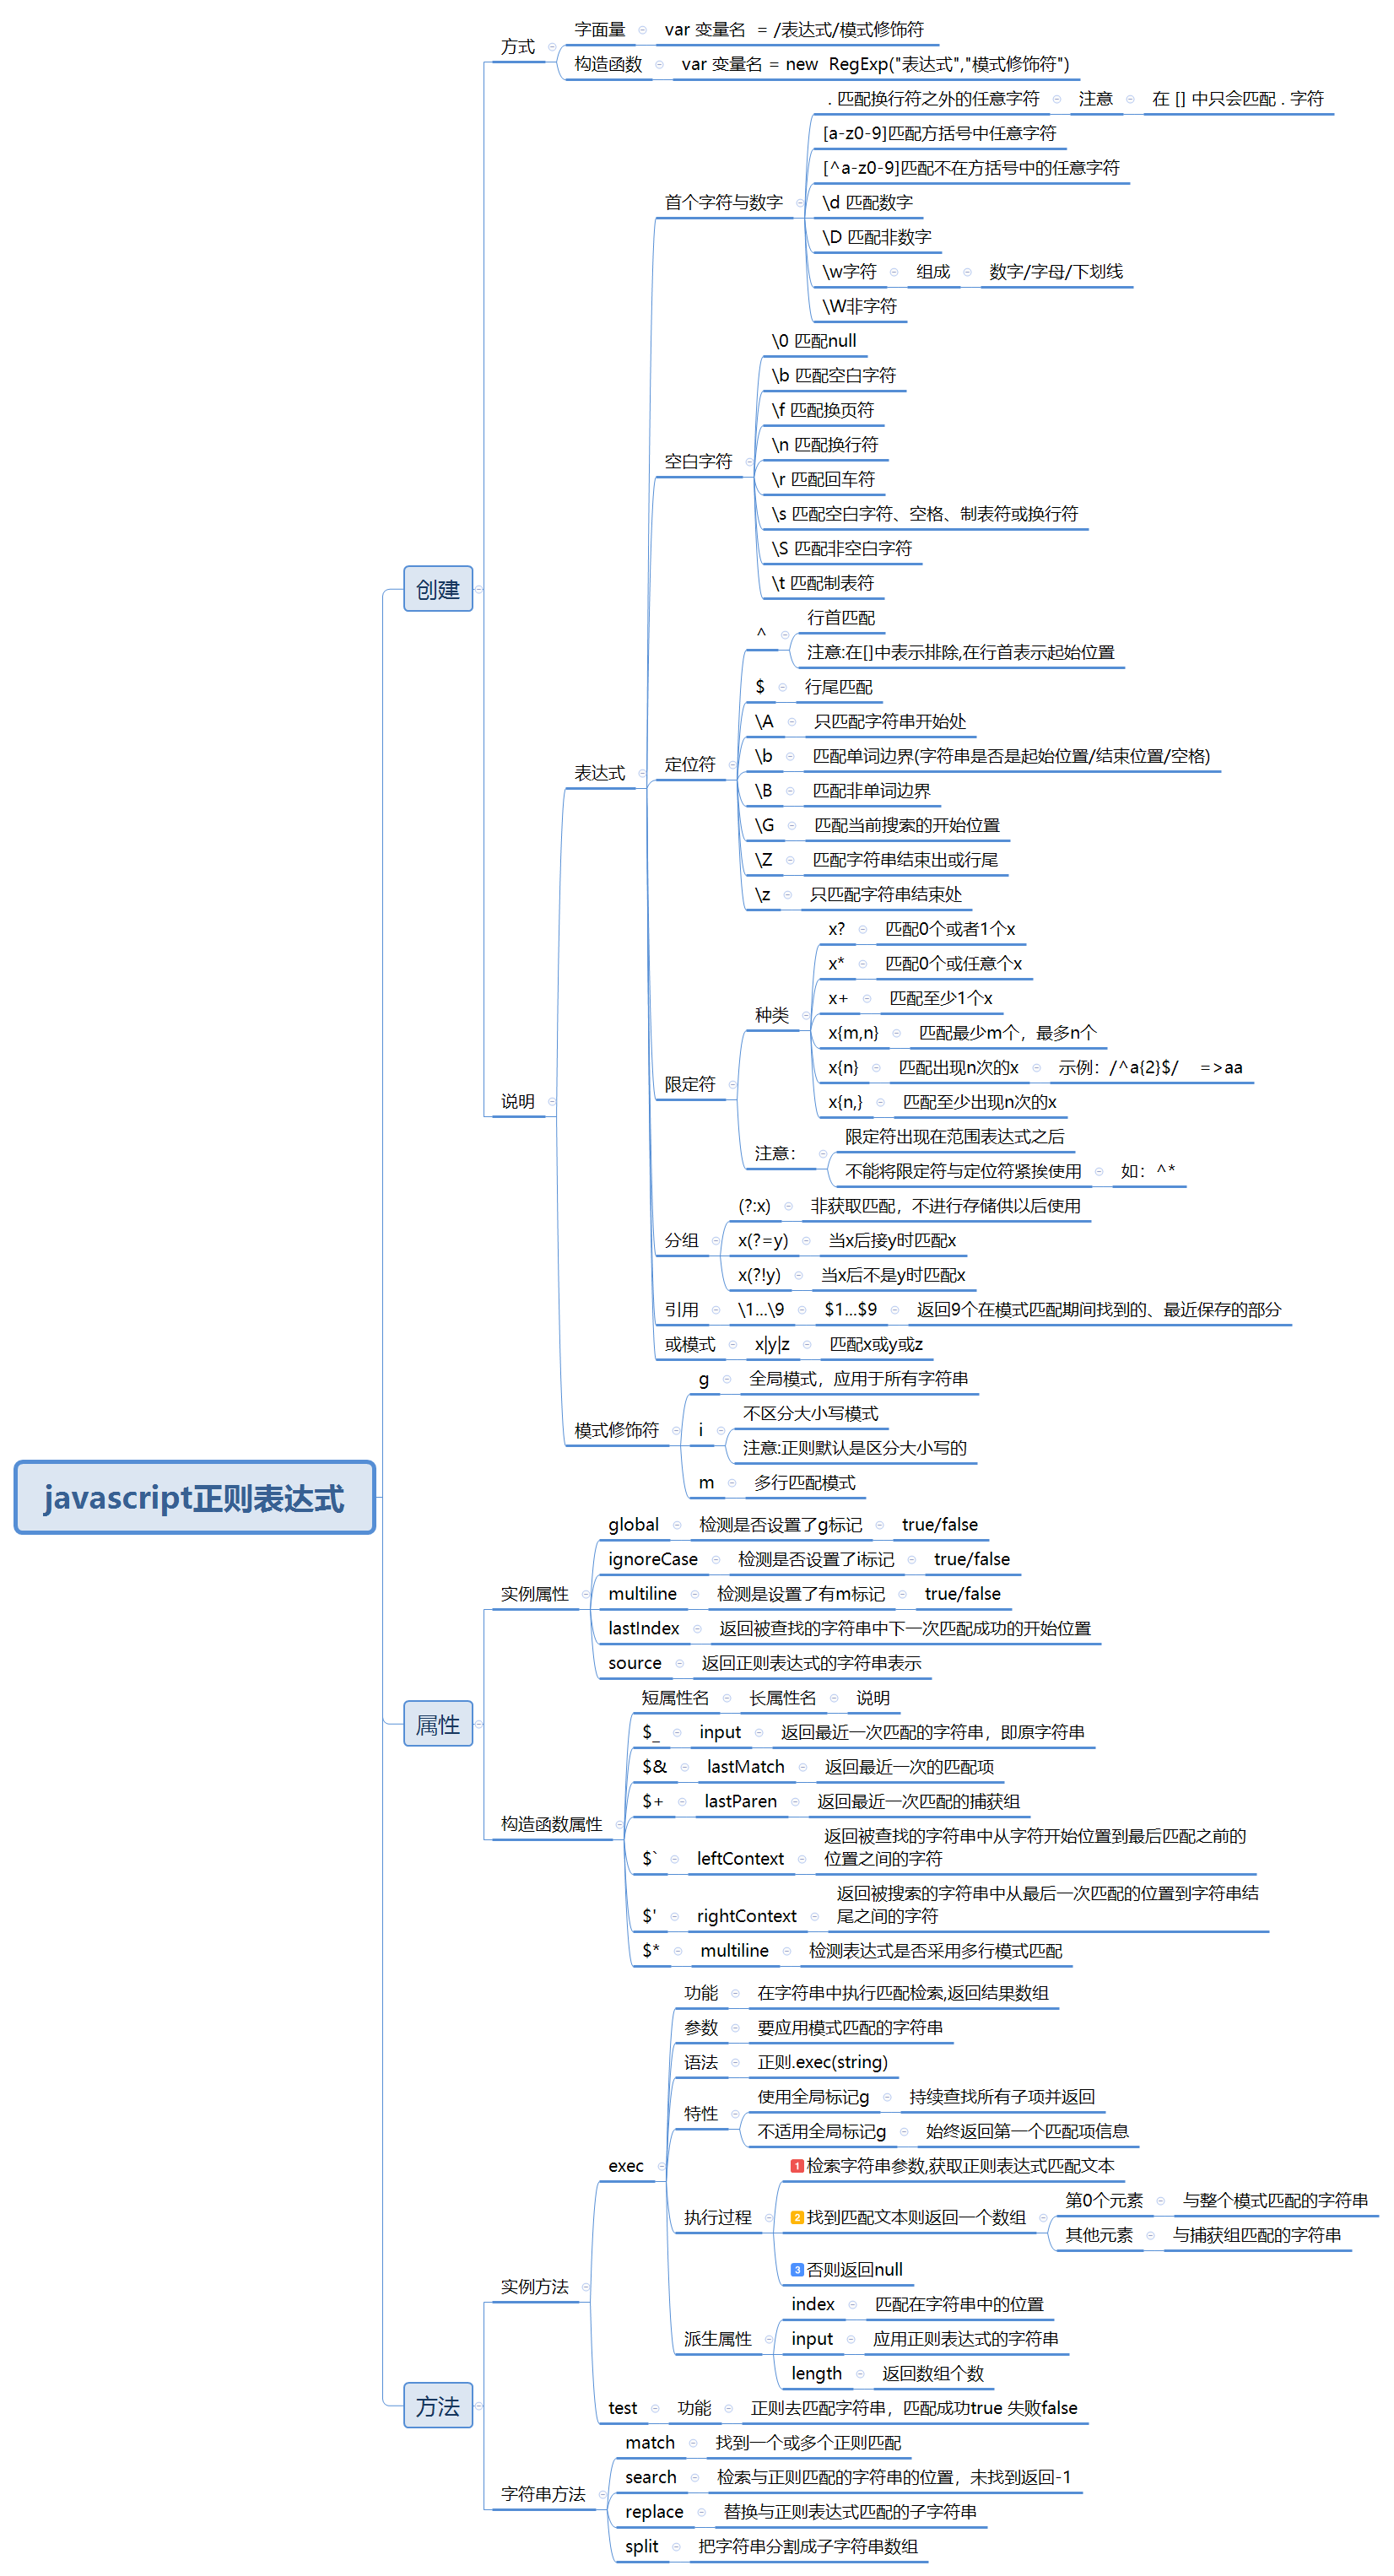 javascript正则表达式
创建
方式
字面量
var 变量名 = /表达式/模式修饰符
构造函数
var 变量名 = new RegExp("表达式","模式修饰符")
说明
表达式
首个字符与数字
. 匹配换行符之外的任意字符
注意
在 [] 中只会匹配 . 字符
[a-z0-9]匹配方括号中任意字符
[^a-z0-9]匹配不在方括号中的任意字符
\d 匹配数字
\D 匹配非数字
\w字符
组成
数字/字母/下划线
\W非字符
空白字符
\0 匹配null
\b 匹配空白字符
\f 匹配换页符
\n 匹配换行符
\r 匹配回车符
\s 匹配空白字符、空格、制表符或换行符
\S 匹配非空白字符
\t 匹配制表符
定位符
^
行首匹配
注意:在[]中表示排除,在行首表示起始位置
$
行尾匹配
\A
只匹配字符串开始处
\b
匹配单词边界(字符串是否是起始位置/结束位置/空格)
\B
匹配非单词边界
\G
匹配当前搜索的开始位置
\Z
匹配字符串结束出或行尾
\z
只匹配字符串结束处
限定符
种类
x?
匹配0个或者1个x
x*
匹配0个或任意个x
x+
匹配至少1个x
x{m,n}
匹配最少m个，最多n个
x{n}
匹配出现n次的x
示例：/^a{2}$/ =>aa
x{n,}
匹配至少出现n次的x
注意：
限定符出现在范围表达式之后
不能将限定符与定位符紧挨使用
如：^*
分组
(?:x)
非获取匹配，不进行存储供以后使用
x(?=y)
当x后接y时匹配x
x(?!y)
当x后不是y时匹配x
引用
\1...\9
$1...$9
返回9个在模式匹配期间找到的、最近保存的部分
或模式
x|y|z
匹配x或y或z
模式修饰符
g
全局模式，应用于所有字符串
i
不区分大小写模式
注意:正则默认是区分大小写的
m
多行匹配模式
属性
实例属性
global
检测是否设置了g标记
true/false
ignoreCase
检测是否设置了i标记
true/false
multiline
检测是设置了有m标记
true/false
lastIndex
返回被查找的字符串中下一次匹配成功的开始位置
source
返回正则表达式的字符串表示
构造函数属性
短属性名
长属性名
说明
$_
input
返回最近一次匹配的字符串，即原字符串
$&
lastMatch
返回最近一次的匹配项
$+
lastParen
返回最近一次匹配的捕获组
$`
leftContext
返回被查找的字符串中从字符开始位置到最后匹配之前的
位置之间的字符
$'
rightContext
返回被搜索的字符串中从最后一次匹配的位置到字符串结
尾之间的字符
$*
multiline
检测表达式是否采用多行模式匹配
方法
实例方法
exec
功能
在字符串中执行匹配检索,返回结果数组
参数
要应用模式匹配的字符串
语法
正则.exec(string)
特性
使用全局标记g
持续查找所有子项并返回
不适用全局标记g
始终返回第一个匹配项信息
执行过程
1 检索字符串参数,获取正则表达式匹配文本
2 找到匹配文本则返回一个数组
第0个元素
与整个模式匹配的字符串
其他元素
与捕获组匹配的字符串
3 否则返回null
派生属性
index
匹配在字符串中的位置
input
应用正则表达式的字符串
length
返回数组个数
test
功能
正则去匹配字符串，匹配成功true 失败false
字符串方法
match
找到一个或多个正则匹配
search
检索与正则匹配的字符串的位置，未找到返回-1
replace
替换与正则表达式匹配的子字符串
split
把字符串分割成子字符串数组